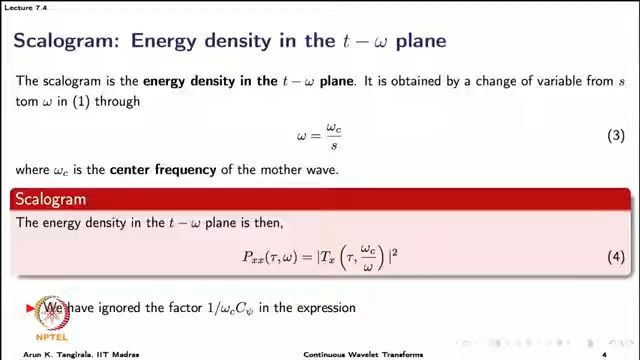 Lecture 7.4
Scalogram: Energy density in the t − ω plane
The scalogram is the energy density in the t − ω plane. It is obtained by a change of variable from s
tom ω in (1) through
ω = ω_c / s (3)
where ω_c is the center frequency of the mother wave.
Scalogram
The energy density in the t − ω plane is then,
P_xx(τ, ω) = |T_x (τ, ω_c / ω)|² (4)
We have ignored the factor 1/ω_c C_ψ in the expression
NPTEL
Arun K. Tangirala, IIT Madras Continuous Wavelet Transforms 4